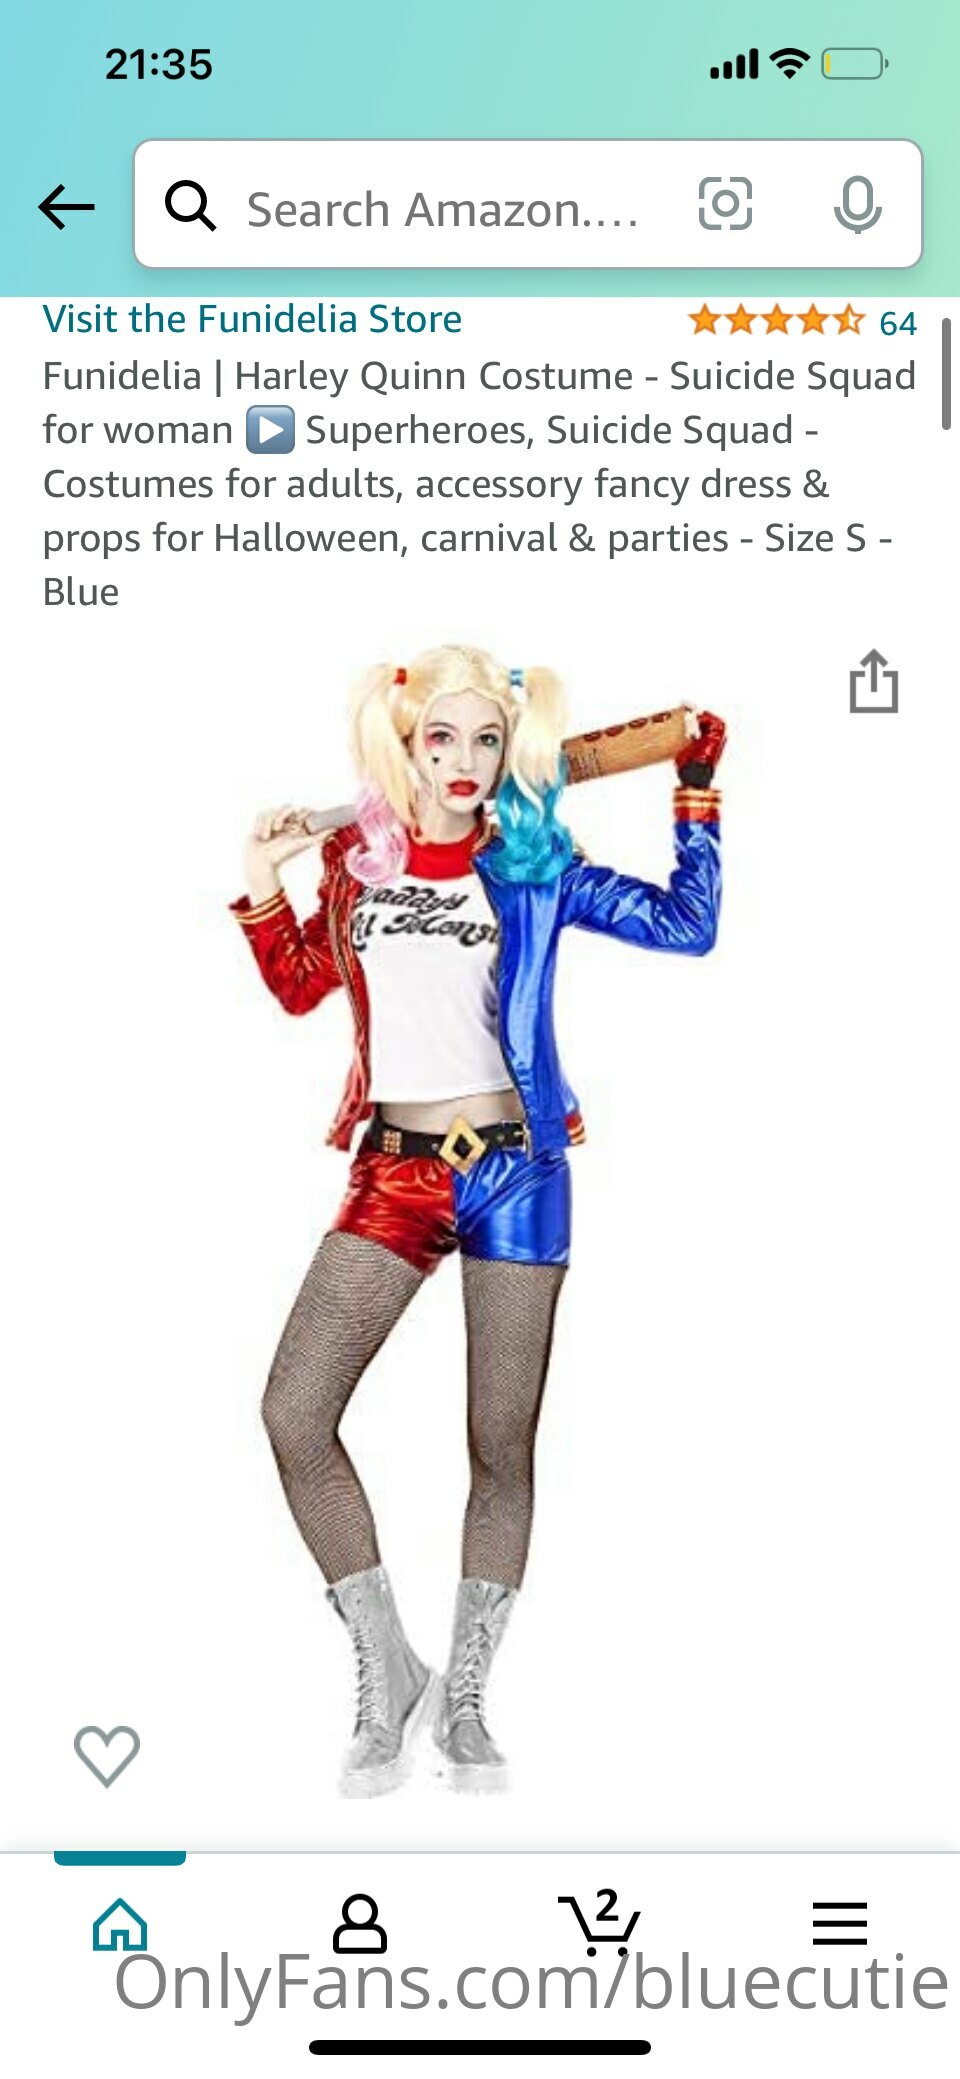 21:35
Search Amazon....
Visit the Funidelia Store 64
Funidelia | Harley Quinn Costume - Suicide Squad
for woman ▶️ Superheroes, Suicide Squad -
Costumes for adults, accessory fancy dress &
props for Halloween, carnival & parties - Size S -
Blue
Daddy's
Lil Monst
2
OnlyFans.com/bluecutie